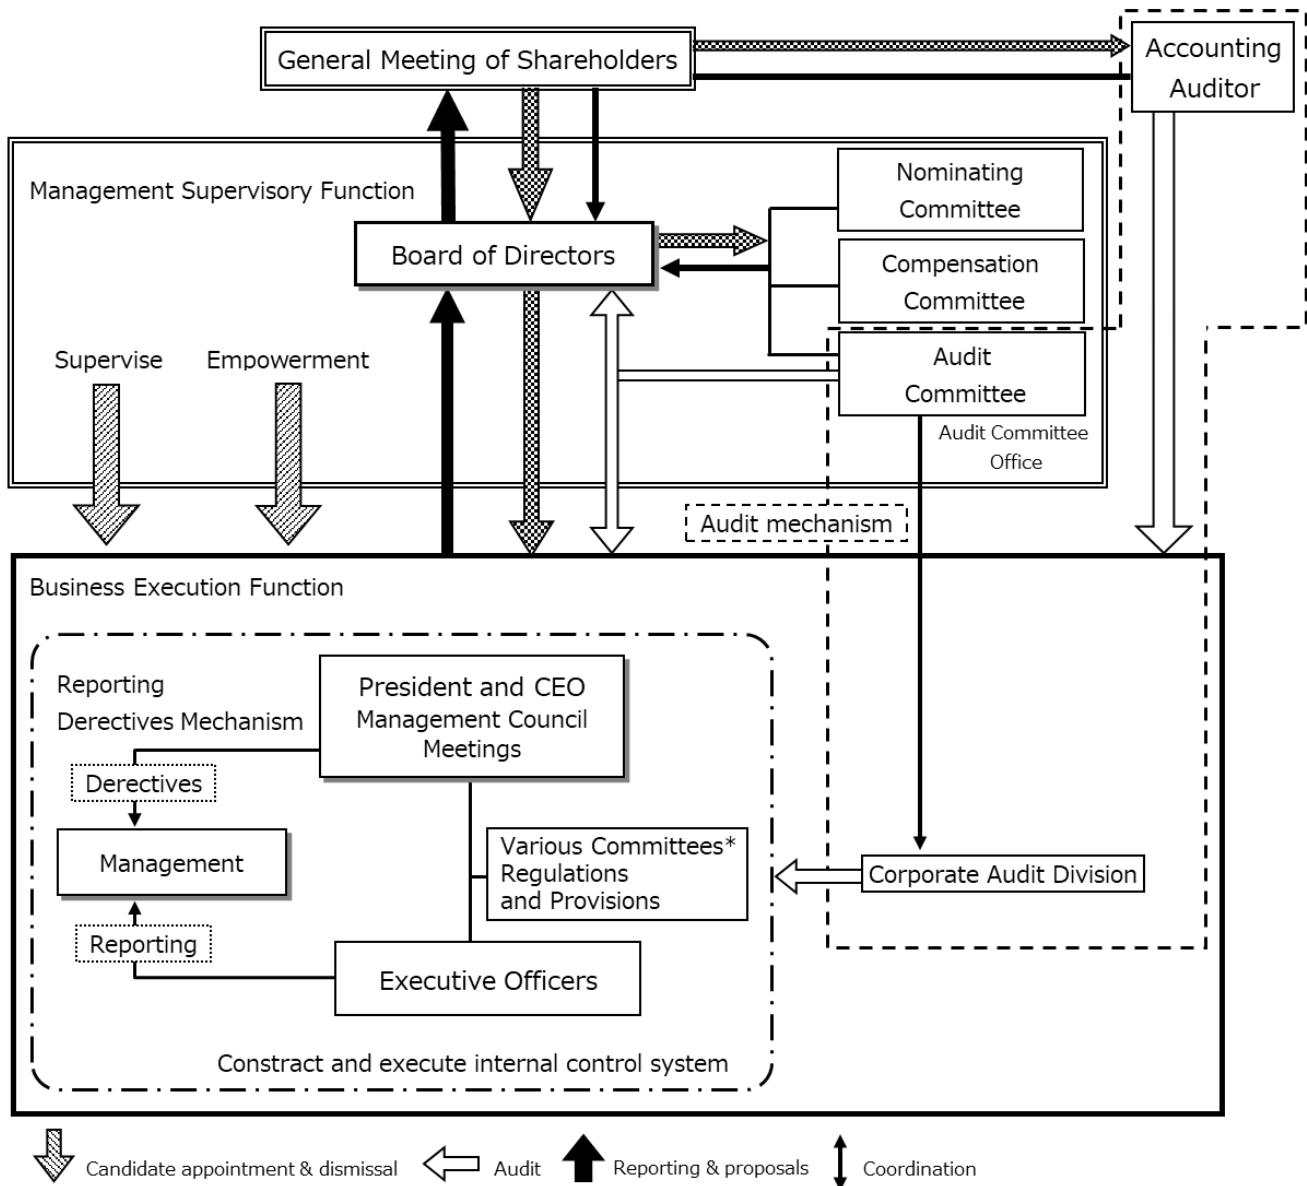 General Meeting of Shareholders
Accounting
Auditor
Management Supervisory Function
Nominating
Committee
Board of Directors
Compensation
Committee
Supervise
Empowerment
Audit
Committee
Audit Committee
Office
Audit mechanism
Business Execution Function
Reporting
Derectives Mechanism
President and CEO
Management Council
Meetings
Derectives
Management
Various Committees*
Regulations
and Provisions
Corporate Audit Division
Reporting
Executive Officers
Constract and execute internal control system
Candidate appointment & dismissal
Audit
Reporting & proposals
Coordination